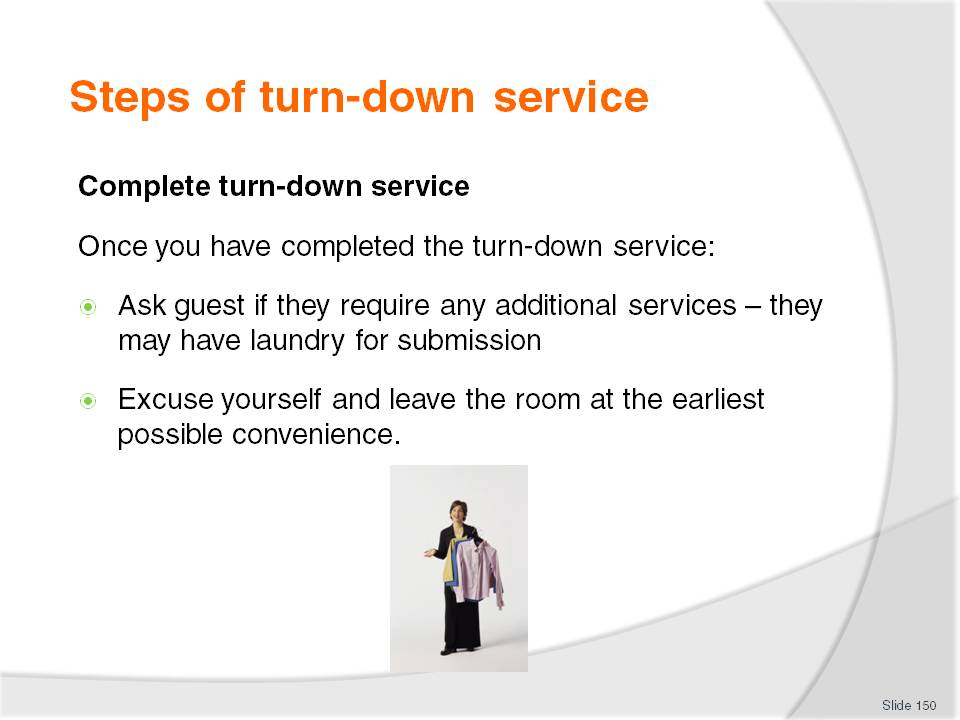 Steps of turn-down service
Complete turn-down service
Once you have completed the turn-down service:
Ask guest if they require any additional services – they
may have laundry for submission
Excuse yourself and leave the room at the earliest
possible convenience.
Slide 150